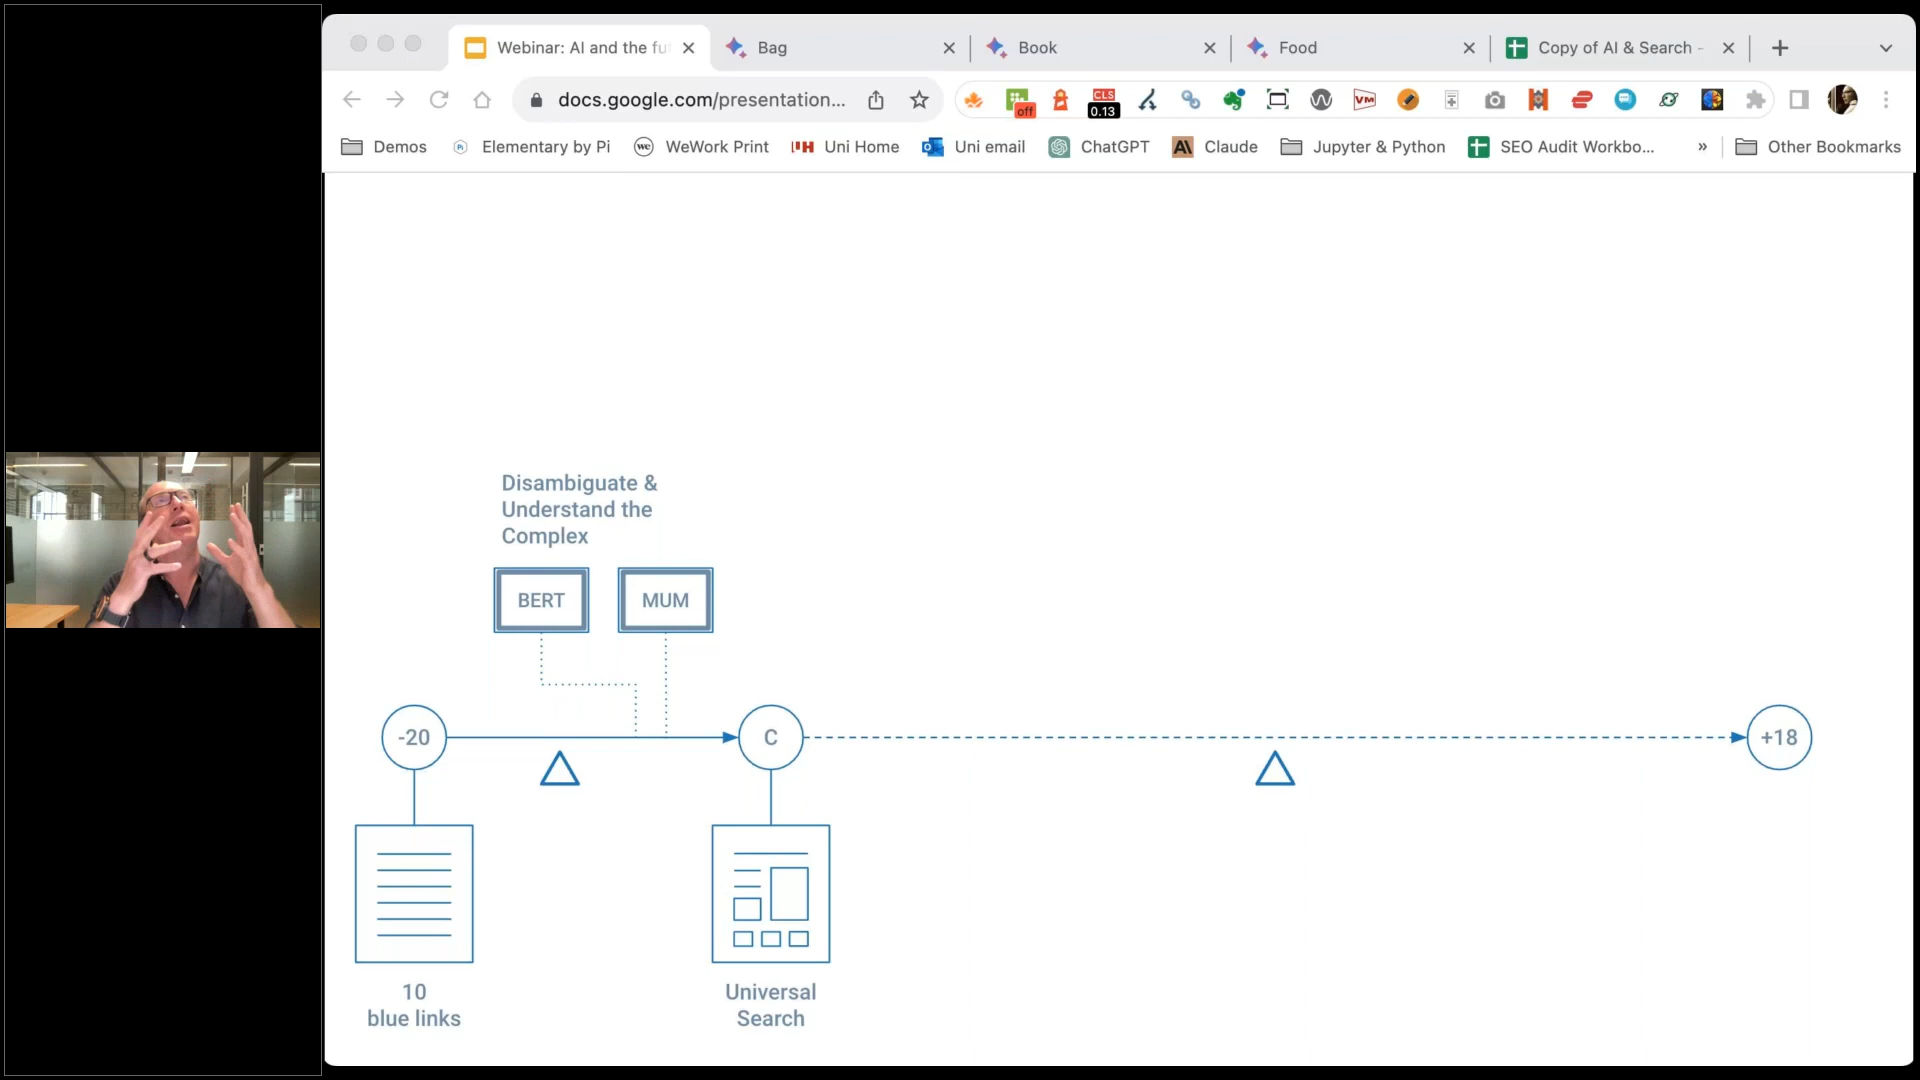 Webinar: AI and the fu
Bag
Book
Food
Copy of AI & Search -
docs.google.com/presentation...
off
CLS
0.13
VM
Demos
Elementary by Pi
WeWork Print
Uni Home
Uni email
ChatGPT
Claude
Jupyter & Python
SEO Audit Workbo...
Other Bookmarks
Disambiguate &
Understand the
Complex
BERT
MUM
-20
C
+18
10
blue links
Universal
Search